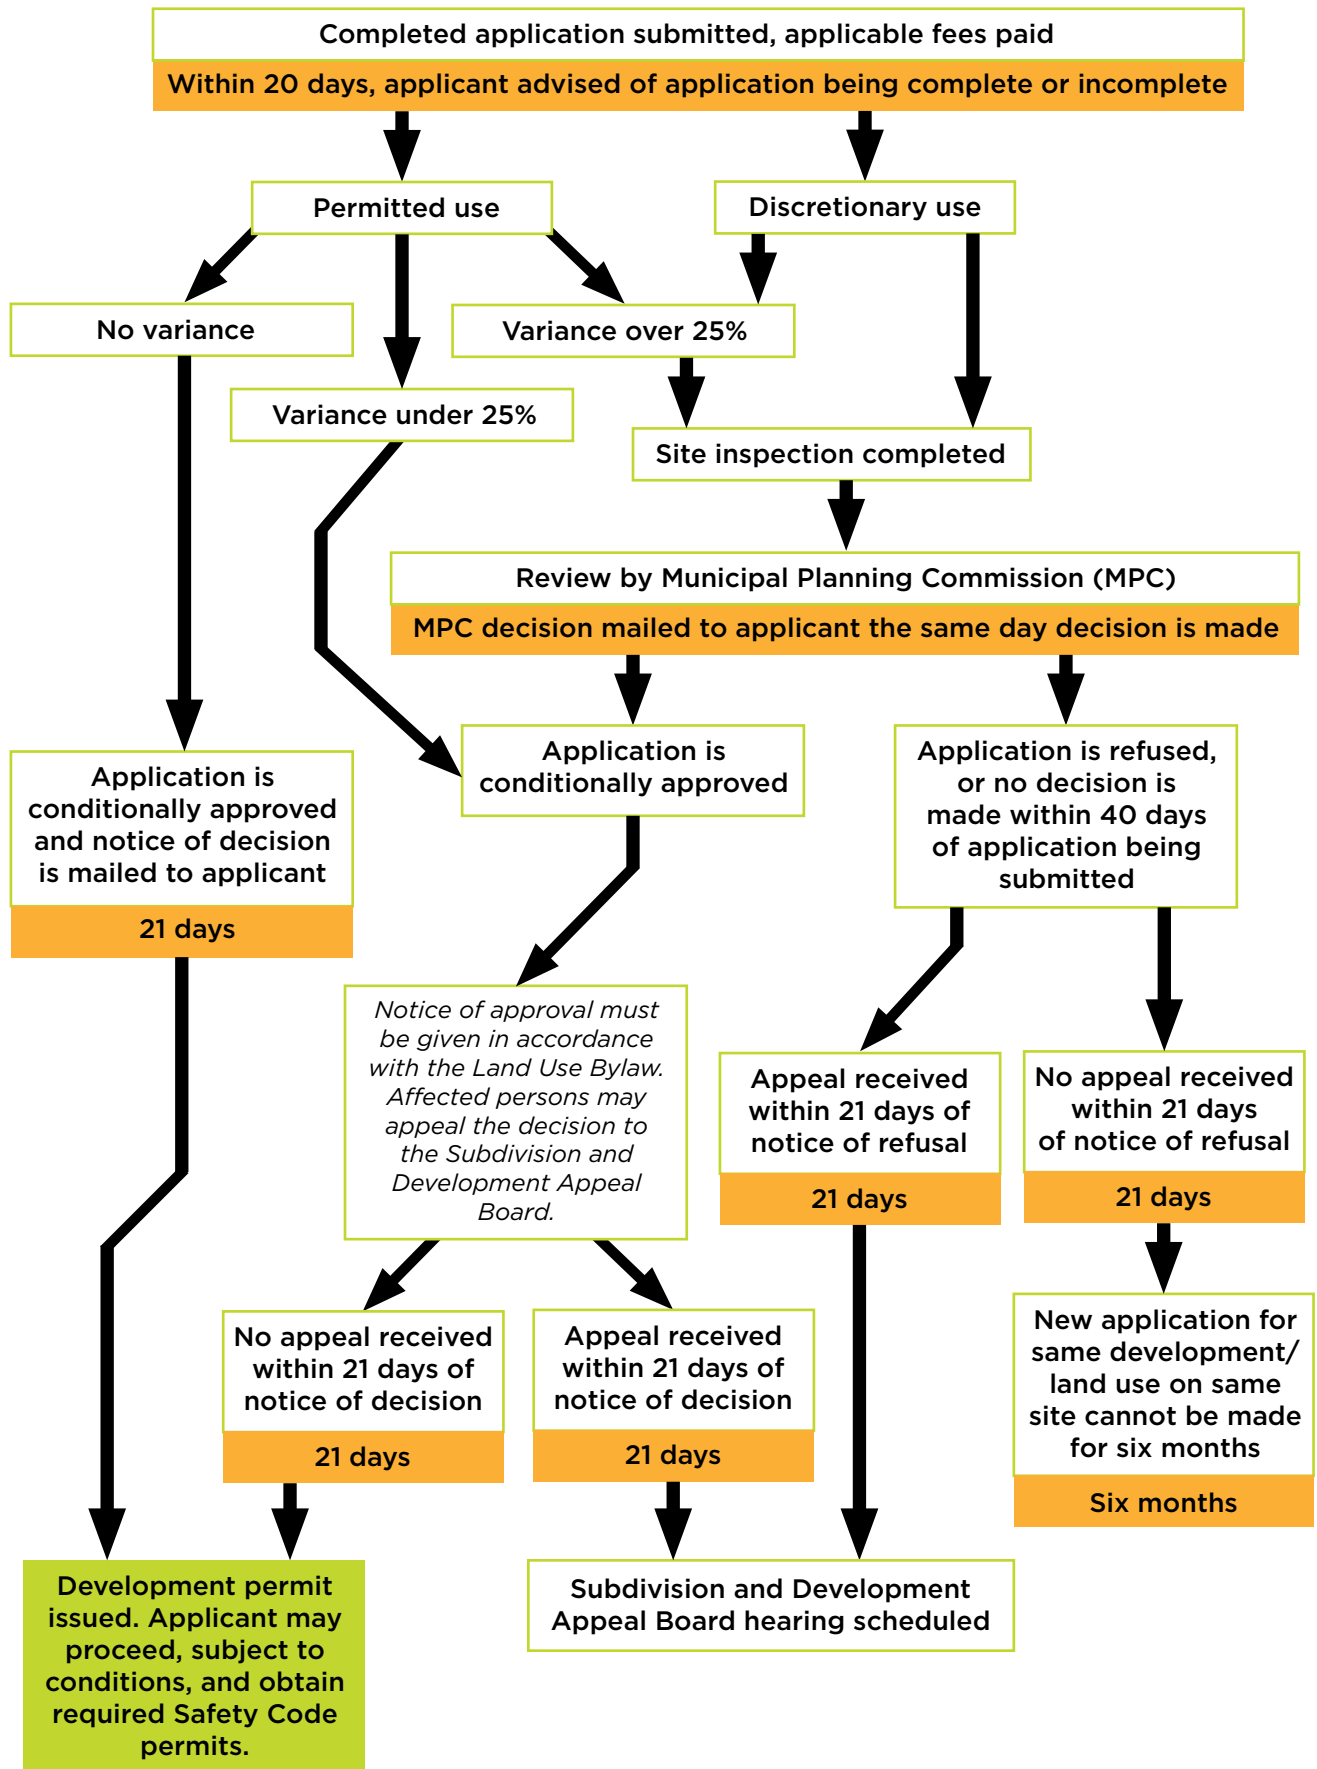 Completed application submitted, applicable fees paid
Within 20 days, applicant advised of application being complete or incomplete
Permitted use
Discretionary use
No variance
Variance over 25%
Variance under 25%
Site inspection completed
Review by Municipal Planning Commission (MPC)
MPC decision mailed to applicant the same day decision is made
Application is
conditionally approved
and notice of decision
is mailed to applicant
21 days
Application is
conditionally approved
Application is refused,
or no decision is
made within 40 days
of application being
submitted
Notice of approval must
be given in accordance
with the Land Use Bylaw.
Affected persons may
appeal the decision to
the Subdivision and
Development Appeal
Board.
Appeal received
within 21 days of
notice of refusal
21 days
No appeal received
within 21 days
of notice of refusal
21 days
No appeal received
within 21 days of
notice of decision
21 days
Appeal received
within 21 days of
notice of decision
21 days
New application for
same development/
land use on same
site cannot be made
for six months
Six months
Development permit
issued. Applicant may
proceed, subject to
conditions, and obtain
required Safety Code
permits.
Subdivision and Development
Appeal Board hearing scheduled